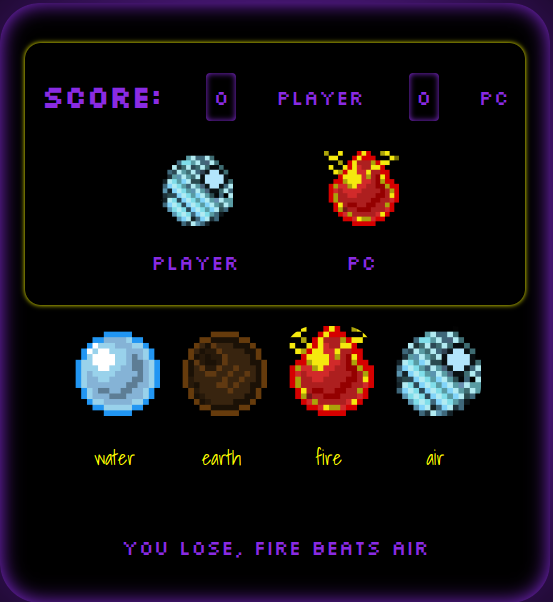 SCORE: 0 PLAYER 0 PC
PLAYER PC
water earth fire air
YOU LOSE, FIRE BEATS AIR